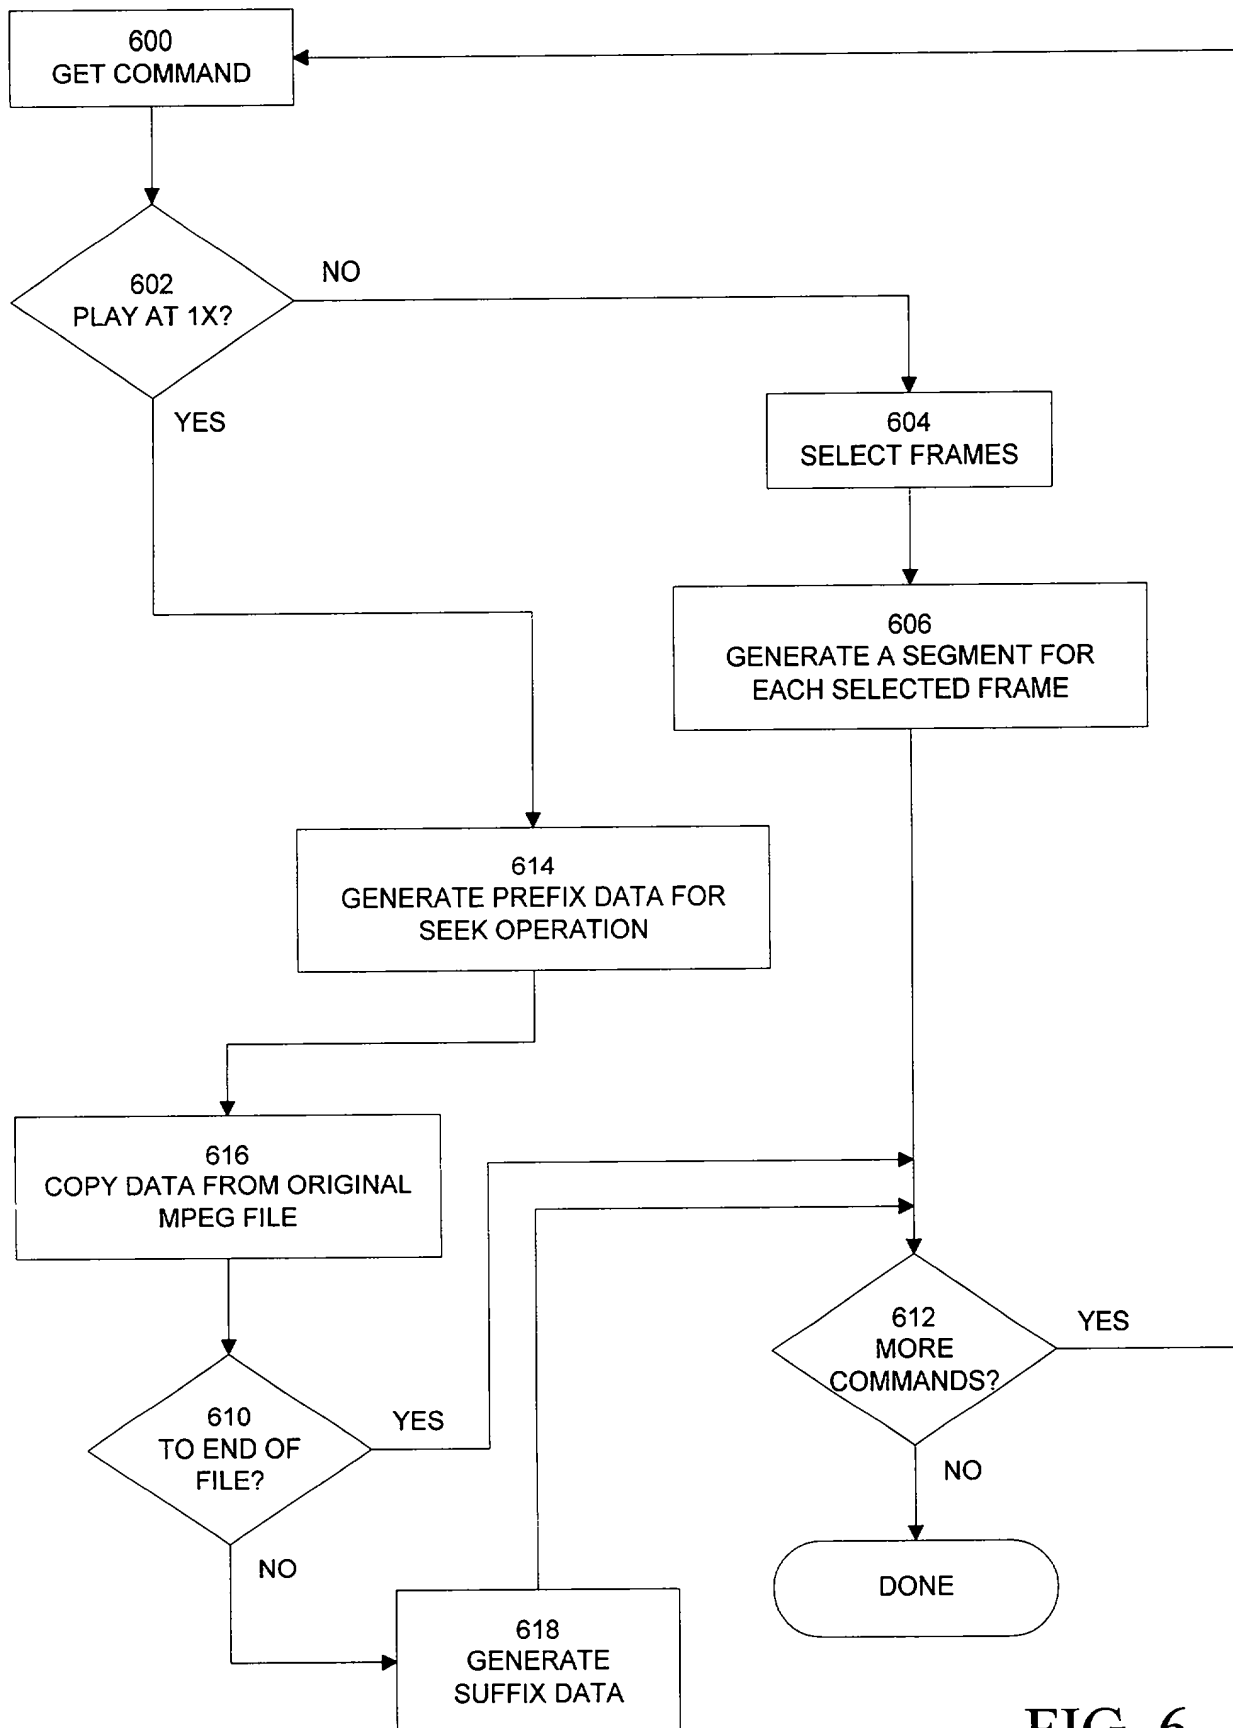 600
GET COMMAND
602
PLAY AT 1X?
NO
YES
604
SELECT FRAMES
606
GENERATE A SEGMENT FOR
EACH SELECTED FRAME
614
GENERATE PREFIX DATA FOR
SEEK OPERATION
616
COPY DATA FROM ORIGINAL
MPEG FILE
612
MORE
COMMANDS?
YES
610
TO END OF
FILE?
YES
NO
NO
DONE
618
GENERATE
SUFFIX DATA
FIG. 6